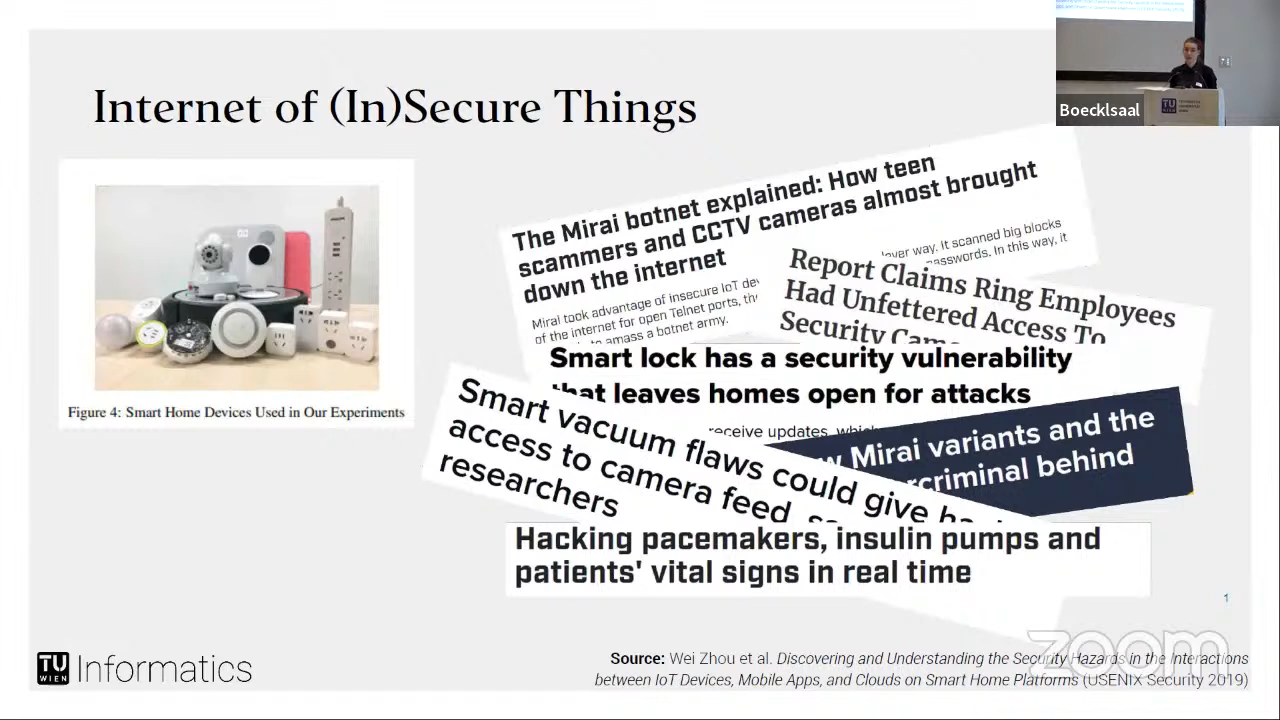 Internet of (In)Secure Things
Boecklsaal
Figure 4: Smart Home Devices Used in Our Experiments
The Mirai botnet explained: How teen
scammers and CCTV cameras almost brought
down the internet
Mirai took advantage of insecure IoT
of the internet for open Telnet ports,
to amass a botnet army.
way. It scanned big blocks
passwords. In this way, it
Report Claims Ring Employees
Had Unfettered Access To
Security
Smart lock has a security vulnerability
that leaves homes open for attacks
receive updates,
Mirai variants and the
behind
Smart vacuum flaws could give
access to camera feed,
researchers
Hacking pacemakers, insulin pumps and
patients' vital signs in real time
1
zoom
TU
WIEN
Informatics
Source: Wei Zhou et al. Discovering and Understanding the Security Hazards in the Interactions
between IoT Devices, Mobile Apps, and Clouds on Smart Home Platforms (USENIX Security 2019)